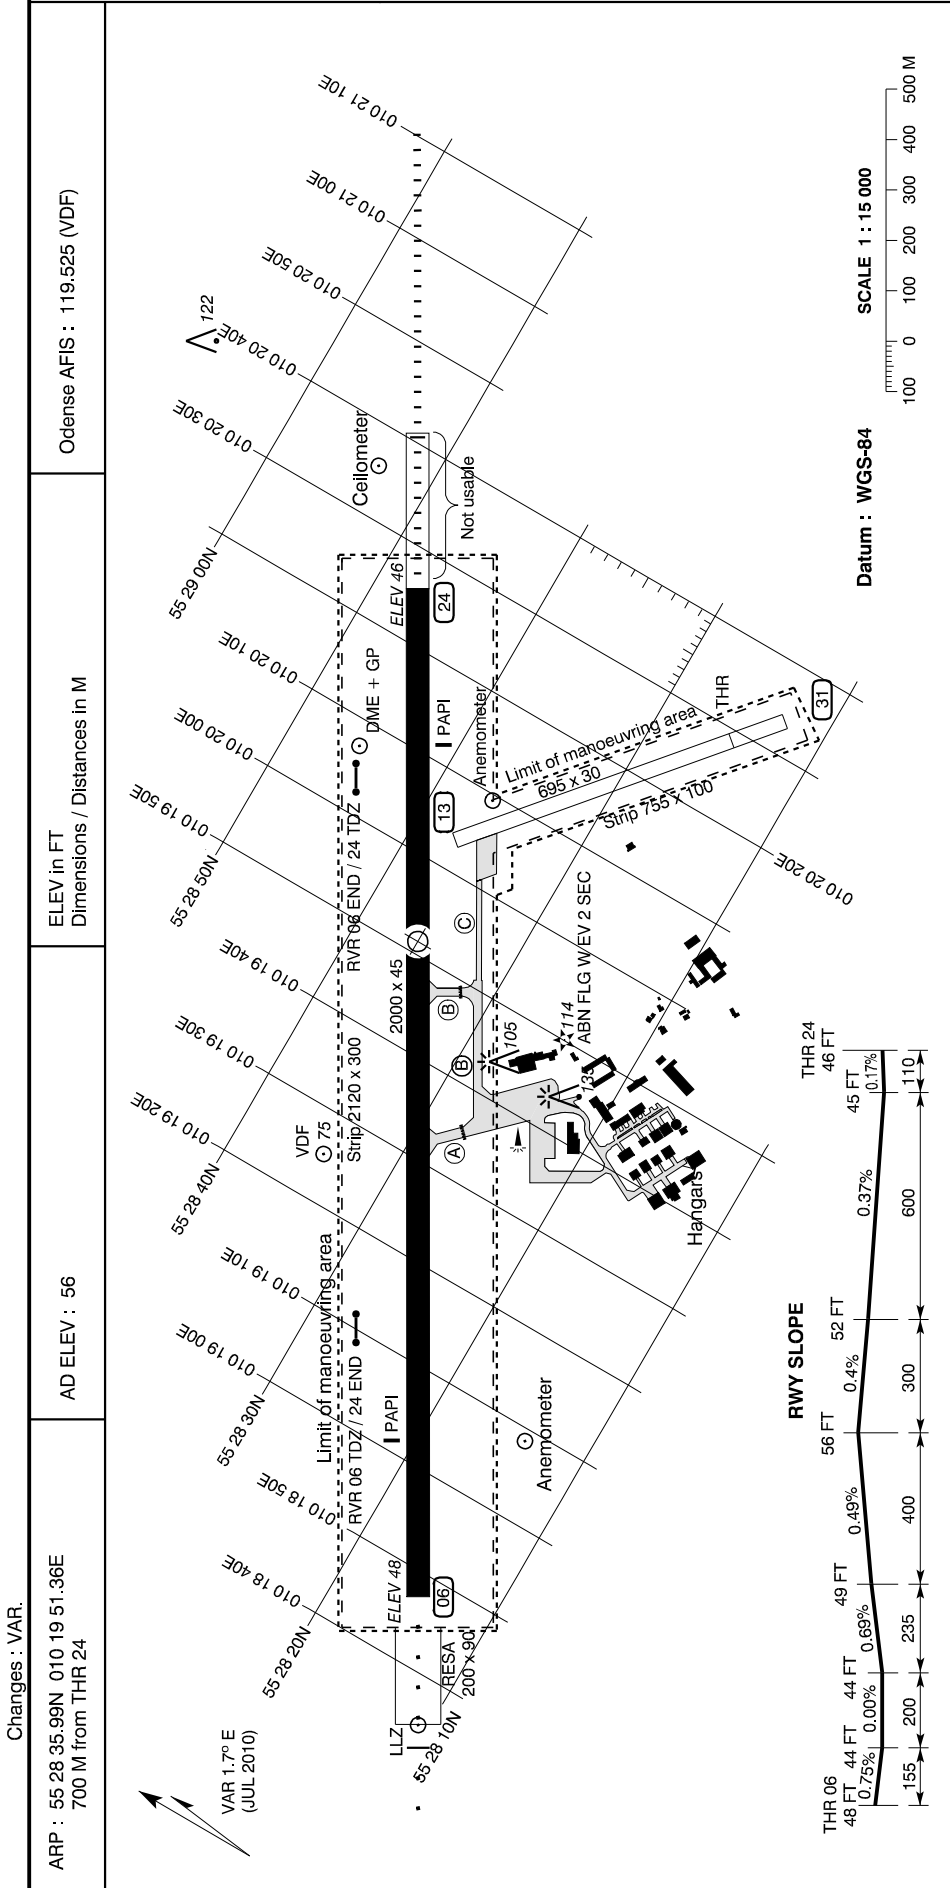 Changes : VAR.
ARP : 55 28 35.99N 010 19 51.36E
700 M from THR 24
AD ELEV : 56
ELEV in FT
Dimensions / Distances in M
Odense AFIS : 119.525 (VDF)
VAR 1.7° E
(JUL 2010)
010 18 40E
010 18 50E
010 19 00E
010 19 10E
010 19 20E
010 19 30E
010 19 40E
010 19 50E
010 20 00E
010 20 10E
010 20 20E
010 20 30E
010 20 40E
010 20 50E
010 21 00E
010 21 10E
55 28 10N
55 28 20N
55 28 30N
55 28 40N
55 28 50N
55 29 00N
122
Ceilometer
Limit of manoeuvring area
VDF
75
Strip 2120 x 300
RVR 06 TDZ / 24 END
RVR 06 END / 24 TDZ
DME + GP
PAPI
ELEV 48
2000 x 45
ELEV 46
LLZ
RESA
200 x 90
06
A
B
B
C
13
PAPI
24
Not usable
Anemometer
Anemometer
105
114
ABN FLG W EV 2 SEC
135
Hangars
Limit of manoeuvring area
695 x 30
Strip 755 x 100
THR
31
Datum : WGS-84
SCALE 1 : 15 000
100 0 100 200 300 400 500 M
RWY SLOPE
THR 06
48 FT
44 FT
44 FT
49 FT
56 FT
52 FT
45 FT
THR 24
46 FT
0.75%
0.00%
0.69%
0.49%
0.4%
0.37%
0.17%
155
200
235
400
300
600
110